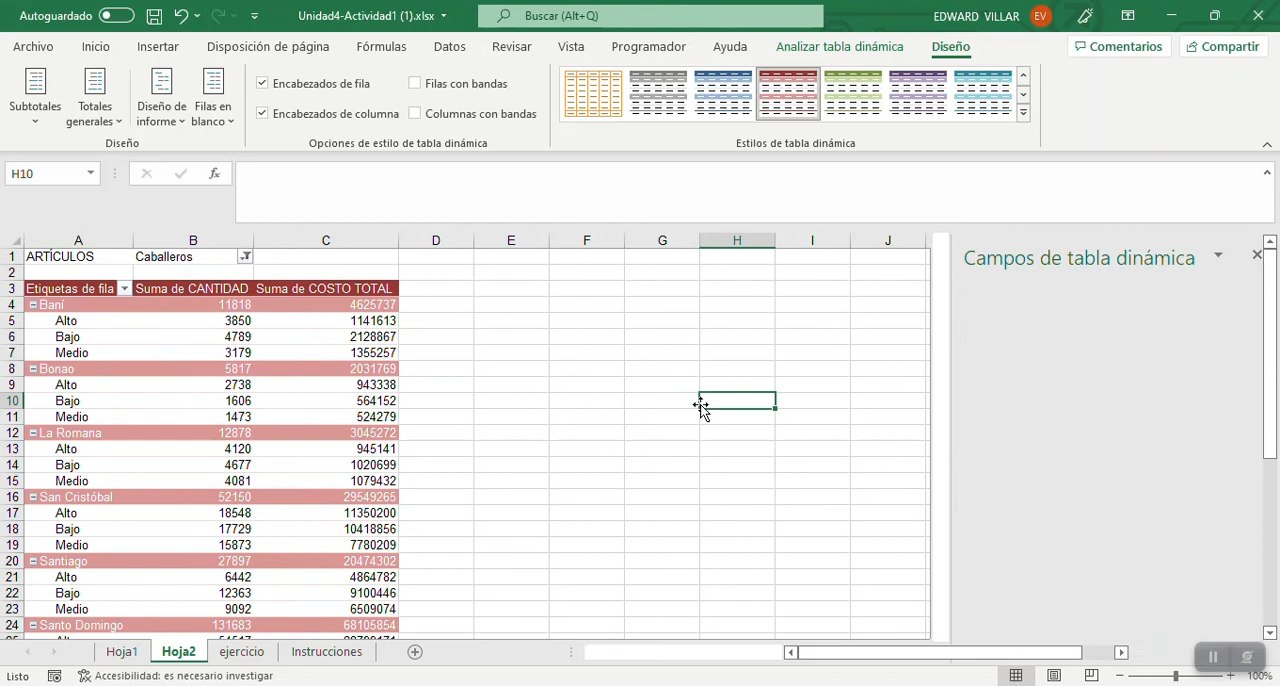 Autoguardado
Unidad4-Actividad1 (1).xlsx
Buscar (Alt+Q)
EDWARD VILLAR EV
Archivo Inicio Insertar Disposición de página Fórmulas Datos Revisar Vista Programador Ayuda Analizar tabla dinámica Diseño Comentarios Compartir
Subtotales
Totales generales
Diseño de informe
Filas en blanco
Diseño
Encabezados de fila Filas con bandas
Encabezados de columna Columnas con bandas
Opciones de estilo de tabla dinámica
Estilos de tabla dinámica
H10 fx
A B C D E F G H I J
1 ARTÍCULOS Caballeros
2
3 Etiquetas de fila Suma de CANTIDAD Suma de COSTO TOTAL
4 Baní 11818 4625737
5 Alto 3850 1141613
6 Bajo 4789 2128867
7 Medio 3179 1355257
8 Bonao 5817 2031769
9 Alto 2738 943338
10 Bajo 1606 564152
11 Medio 1473 524279
12 La Romana 12878 3045272
13 Alto 4120 945141
14 Bajo 4677 1020699
15 Medio 4081 1079432
16 San Cristóbal 52150 29549265
17 Alto 18548 11350200
18 Bajo 17729 10418856
19 Medio 15873 7780209
20 Santiago 27897 20474302
21 Alto 6442 4864782
22 Bajo 12363 9100446
23 Medio 9092 6509074
24 Santo Domingo 131683 68105854
Campos de tabla dinámica
Hoja1 Hoja2 ejercicio Instrucciones
Listo Accesibilidad: es necesario investigar 100%